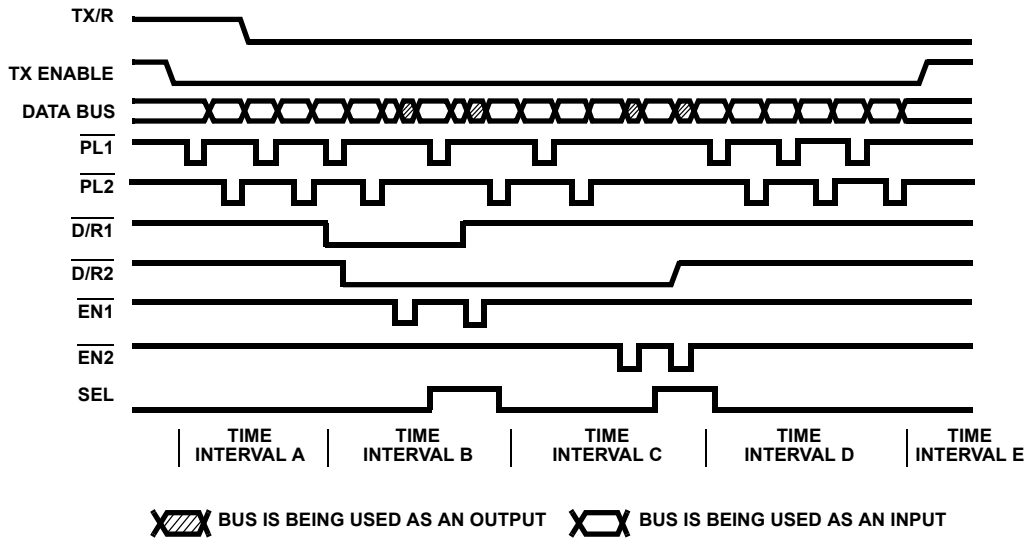 TX/R
TX ENABLE
DATA BUS
PL1
PL2
D/R1
D/R2
EN1
EN2
SEL
TIME INTERVAL A
TIME INTERVAL B
TIME INTERVAL C
TIME INTERVAL D
TIME INTERVAL E
BUS IS BEING USED AS AN OUTPUT
BUS IS BEING USED AS AN INPUT